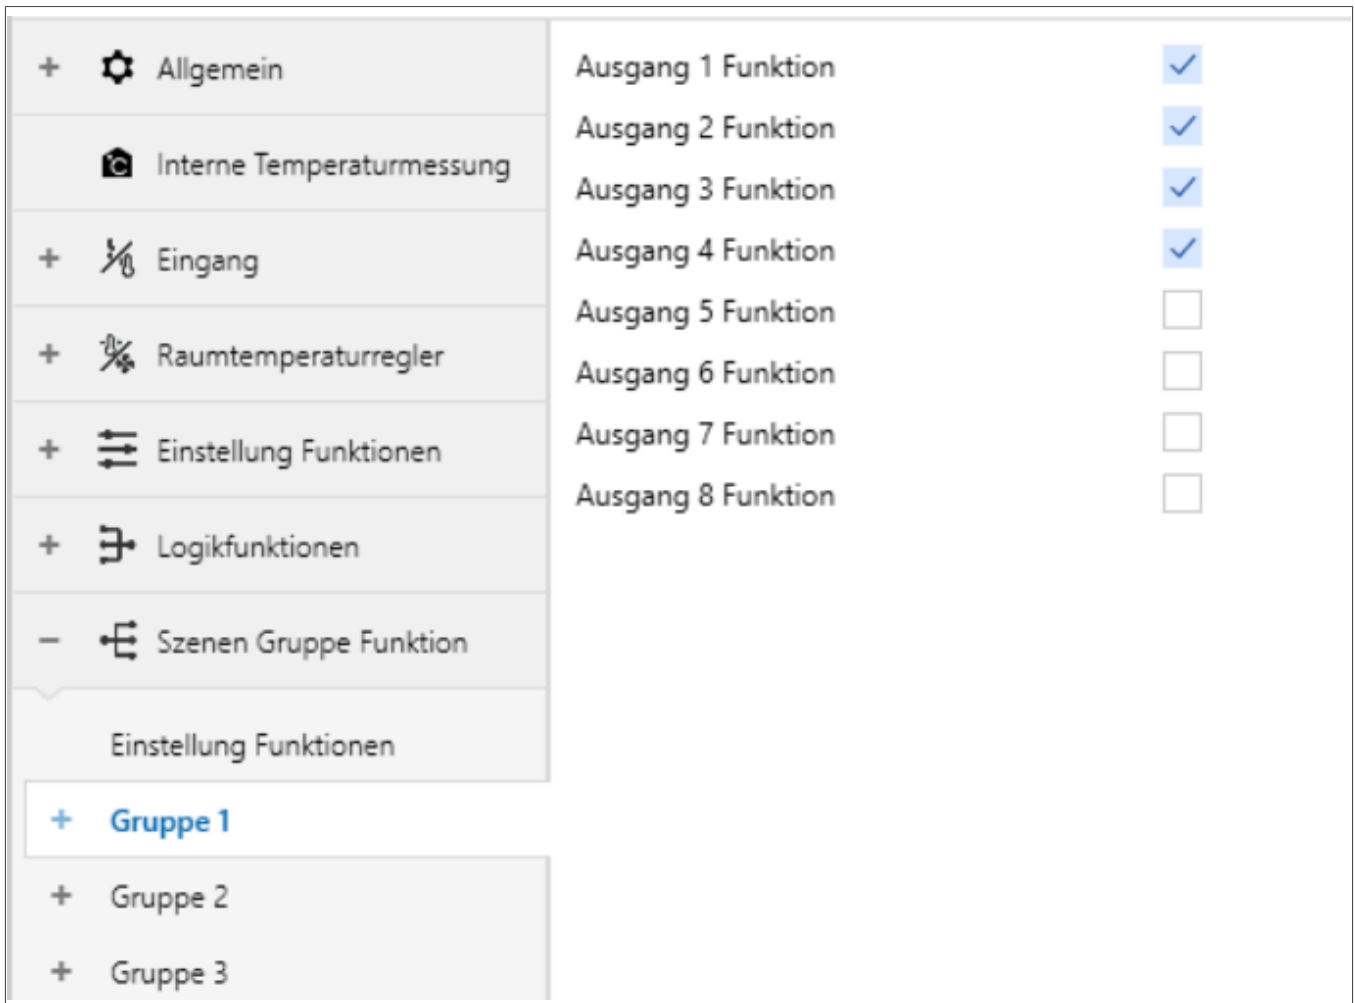 Allgemein
Interne Temperaturmessung
Eingang
Raumtemperaturregler
Einstellung Funktionen
Logikfunktionen
Szenen Gruppe Funktion
Einstellung Funktionen
Gruppe 1
Gruppe 2
Gruppe 3
Ausgang 1 Funktion
Ausgang 2 Funktion
Ausgang 3 Funktion
Ausgang 4 Funktion
Ausgang 5 Funktion
Ausgang 6 Funktion
Ausgang 7 Funktion
Ausgang 8 Funktion